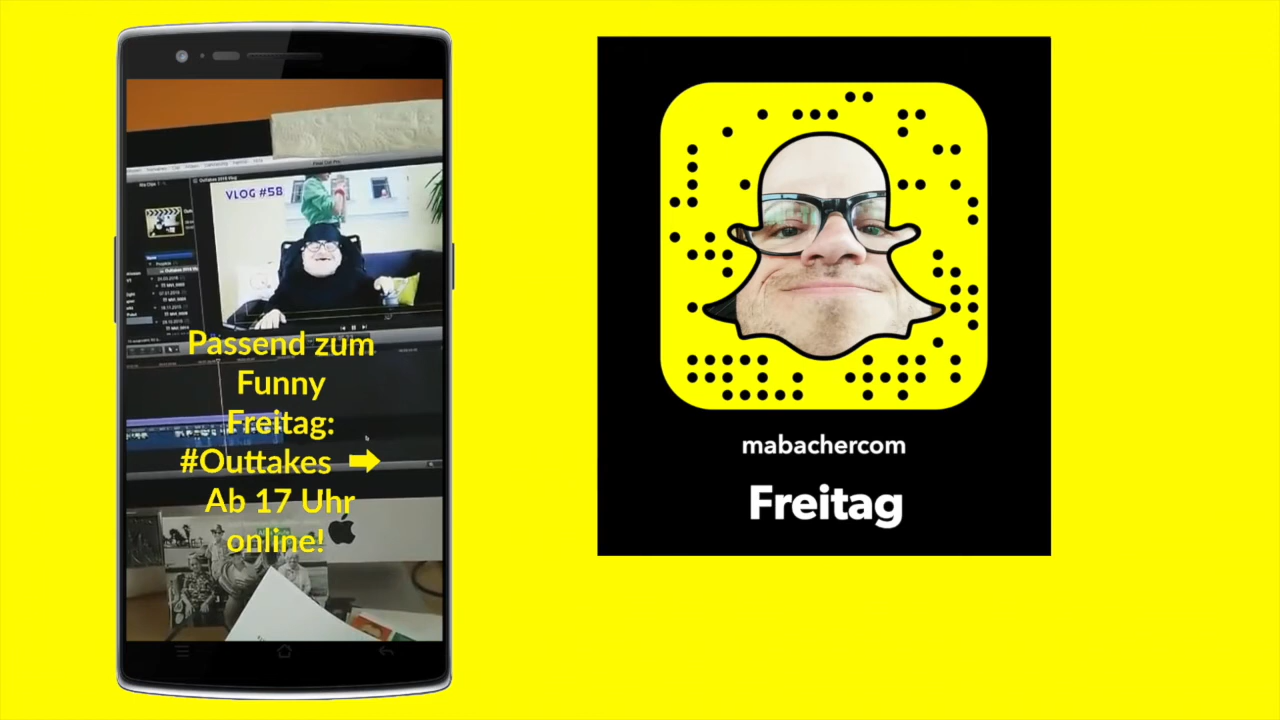 VLOG #58
Passend zum
Funny
Freitag:
#Outtakes ➡
Ab 17 Uhr
online!
mabachercom
Freitag